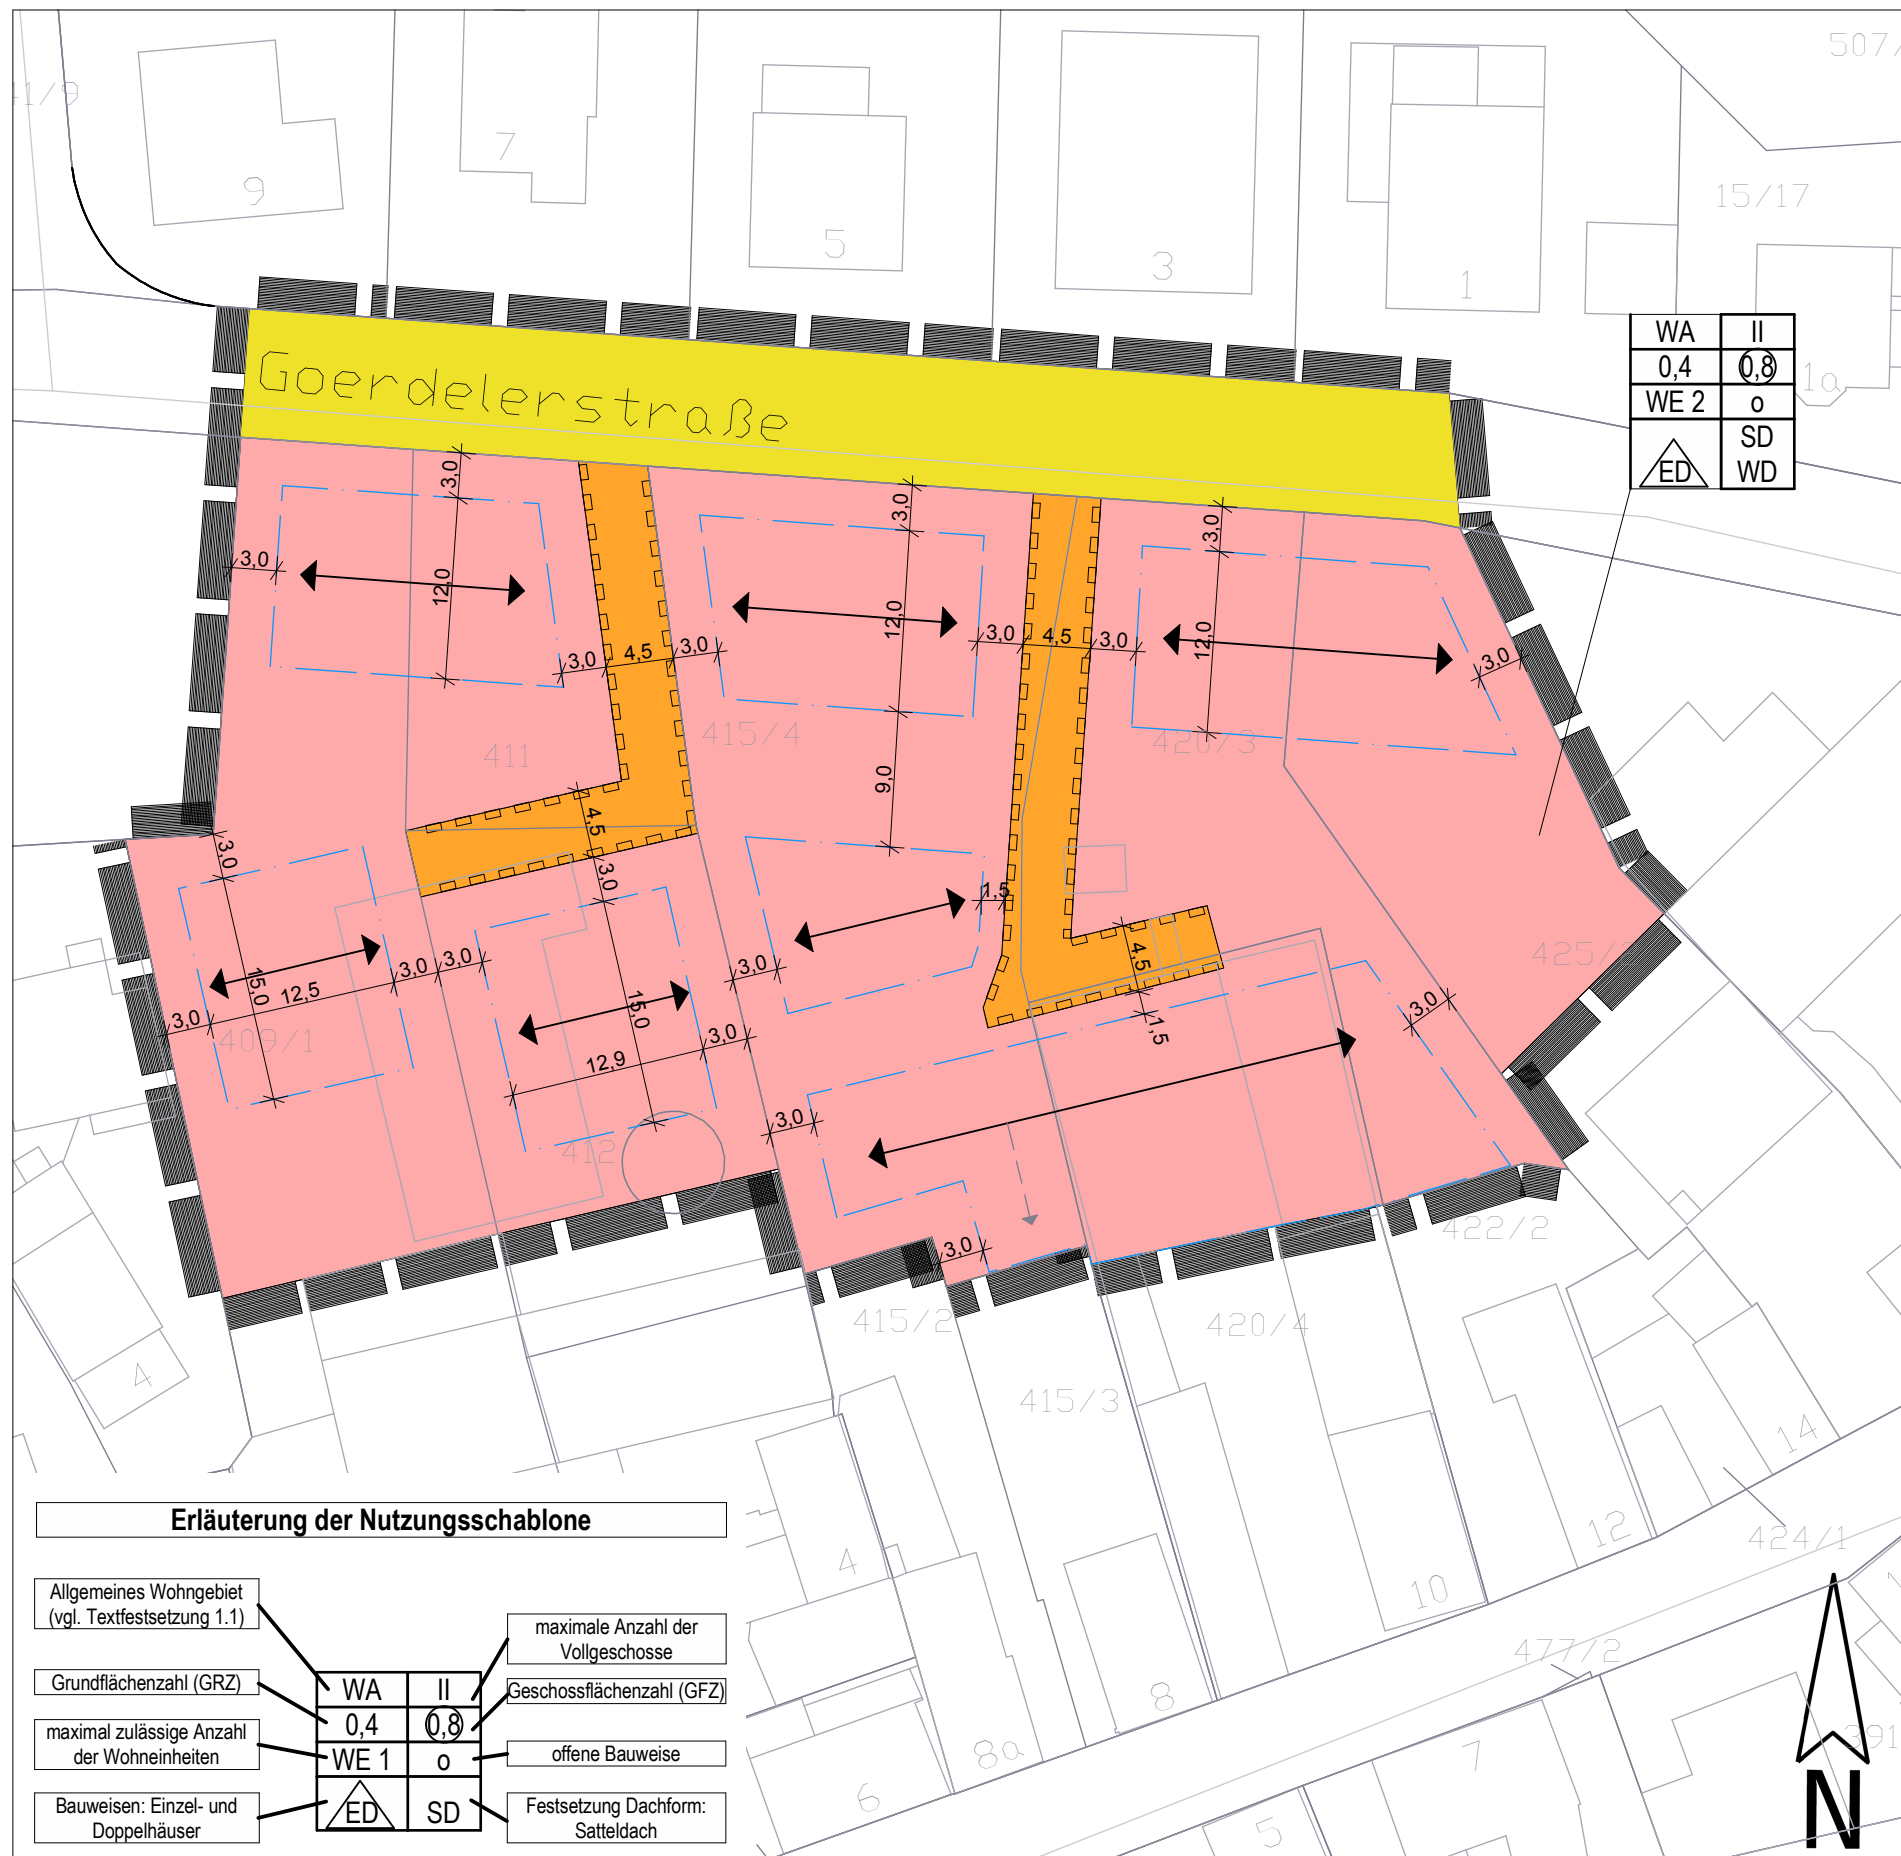 507/
41/9
9
7
5
3
1
15/17
1a
WA II
0,4 0,8
WE 2 o
ED SD
WD
Goerdelerstraße
3,0
3,0
3,0
3,0
12,0
12,0
12,0
3,0
4,5
3,0
3,0
4,5
3,0
3,0
411
415/4
420/3
9,0
4,5
3,0
3,0
1,5
4,5
425/
15,0
12,5
3,0
3,0
3,0
409/1
15,0
12,9
3,0
3,0
1,5
3,0
3,0
412
3,0
422/2
415/2
420/4
415/3
4
14
12
424/1
10
477/2
4
8
8a
6
7
5
391
N
Erläuterung der Nutzungsschablone
Allgemeines Wohngebiet
(vgl. Textfestsetzung 1.1)
maximale Anzahl der
Vollgeschosse
Grundflächenzahl (GRZ)
Geschossflächenzahl (GFZ)
maximal zulässige Anzahl
der Wohneinheiten
offene Bauweise
Bauweisen: Einzel- und
Doppelhäuser
Festsetzung Dachform:
Satteldach
WA II
0,4 0,8
WE 1 o
ED SD